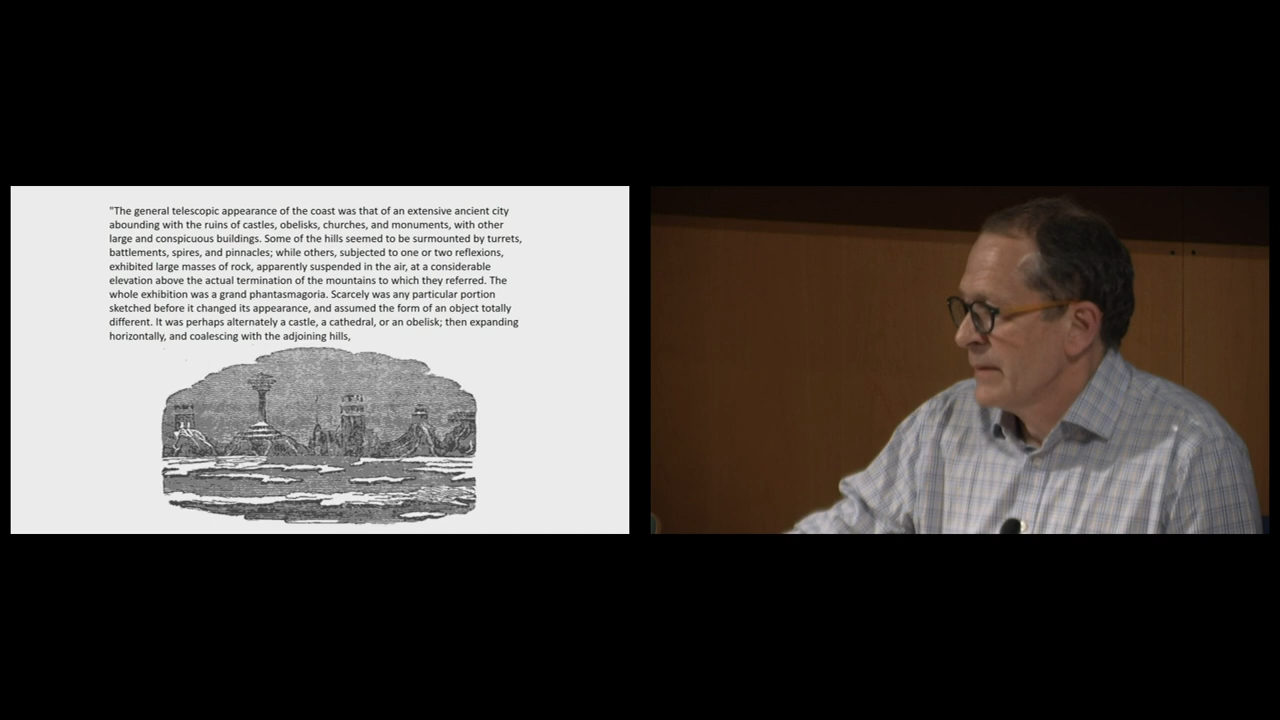 "The general telescopic appearance of the coast was that of an extensive ancient city
abounding with the ruins of castles, obelisks, churches, and monuments, with other
large and conspicuous buildings. Some of the hills seemed to be surmounted by turrets,
battlements, spires, and pinnacles; while others, subjected to one or two reflexions,
exhibited large masses of rock, apparently suspended in the air, at a considerable
elevation above the actual termination of the mountains to which they referred. The
whole exhibition was a grand phantasmagoria. Scarcely was any particular portion
sketched before it changed its appearance, and assumed the form of an object totally
different. It was perhaps alternately a castle, a cathedral, or an obelisk; then expanding
horizontally, and coalescing with the adjoining hills,